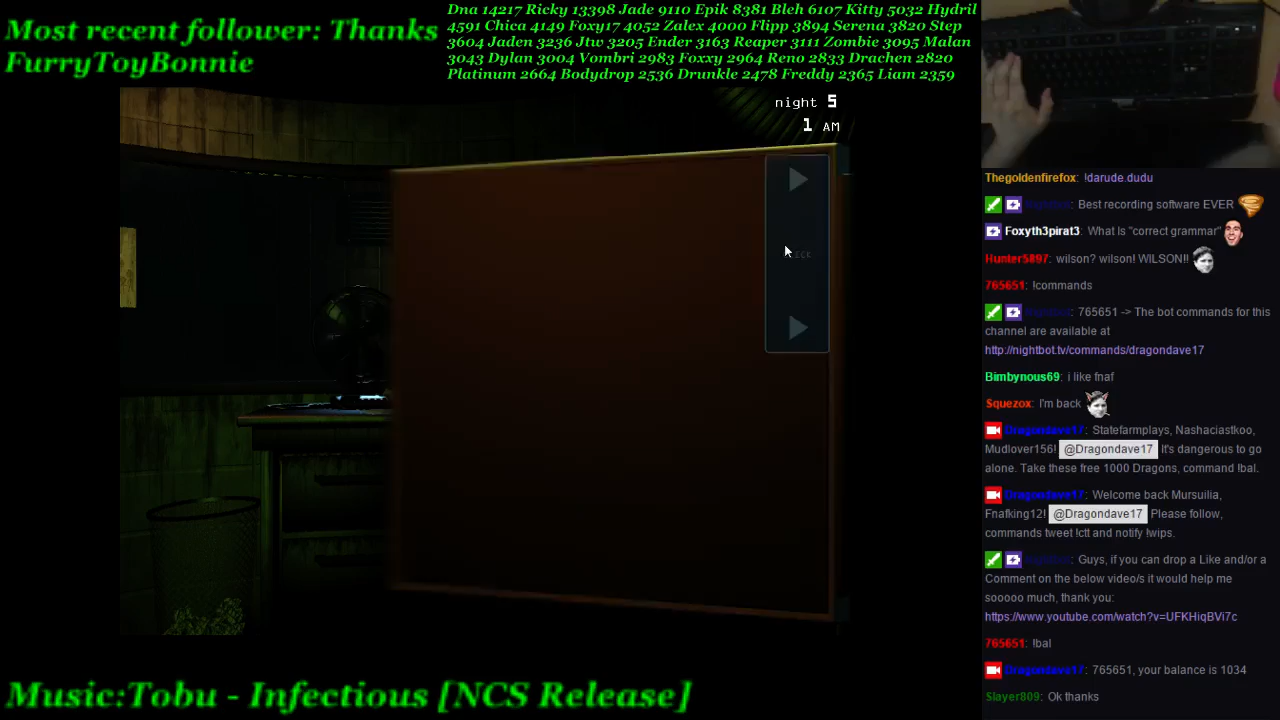 Most recent follower: Thanks
FurryToyBonnie
Dna 14217 Ricky 13398 Jade 9110 Epik 8381 Bleh 6107 Kitty 5032 Hydril
4591 Chica 4149 Foxy17 4052 Zalex 4000 Flipp 3894 Serena 3820 Step
3604 Jaden 3236 Jtw 3205 Ender 3163 Reaper 3111 Zombie 3095 Malan
3043 Dylan 3004 Vombri 2983 Foxxy 2964 Reno 2833 Drachen 2820
Platinum 2664 Bodydrop 2536 Drunkle 2478 Freddy 2365 Liam 2359
night 5
1 AM
Thegoldenfirefox: !darude.dudu
Nightbot: Best recording software EVER
Foxyth3pirat3: What Is "correct grammar"
Hunter5897: wilson? wilson! WILSON!!
765651: !commands
Nightbot: 765651 -> The bot commands for this
channel are available at
http://nightbot.tv/commands/dragondave17
Bimbynous69: i like fnaf
Squezox: I'm back
Dragondave17: Statefarmplays, Nashaciastkoo,
Mudlover156! @Dragondave17 It's dangerous to go
alone. Take these free 1000 Dragons, command !bal.
Dragondave17: Welcome back Mursuilia,
Fnafking12! @Dragondave17 Please follow,
commands tweet !ctt and notify !wips.
Nightbot: Guys, if you can drop a Like and/or a
Comment on the below video/s it would help me
sooooo much, thank you:
https://www.youtube.com/watch?v=UFKHiqBVi7c
765651: !bal
Dragondave17: 765651, your balance is 1034
Slayer809: Ok thanks
Music:Tobu - Infectious [NCS Release]